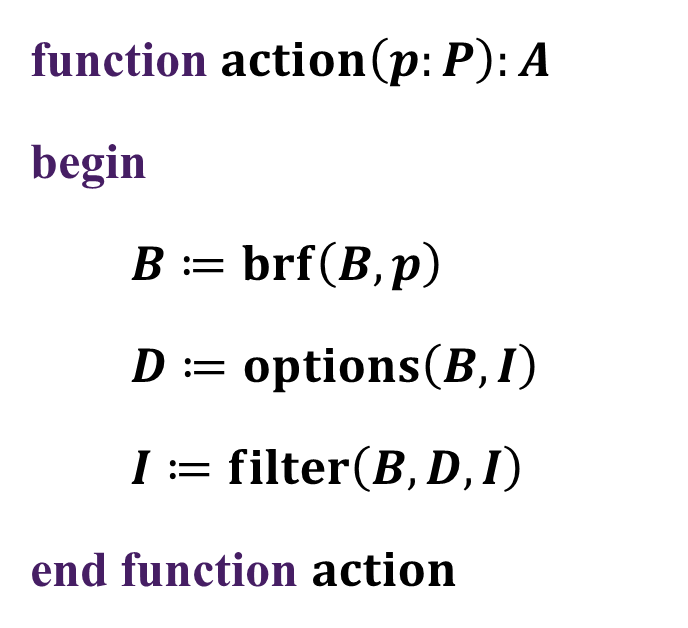 function action(p: P): A
begin
B ≔ brf(B, p)
D ≔ options(B, I)
I ≔ filter(B, D, I)
end function action